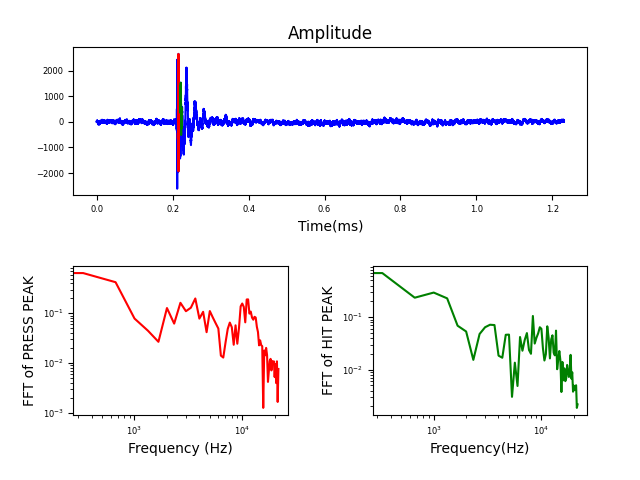 Amplitude
2000
1000
0
−1000
−2000
0.0 0.2 0.4 0.6 0.8 1.0 1.2
Time(ms)
FFT of PRESS PEAK
10⁻¹
10⁻²
10⁻³
10³ 10⁴
Frequency (Hz)
FFT of HIT PEAK
10⁻¹
10⁻²
10³ 10⁴
Frequency(Hz)